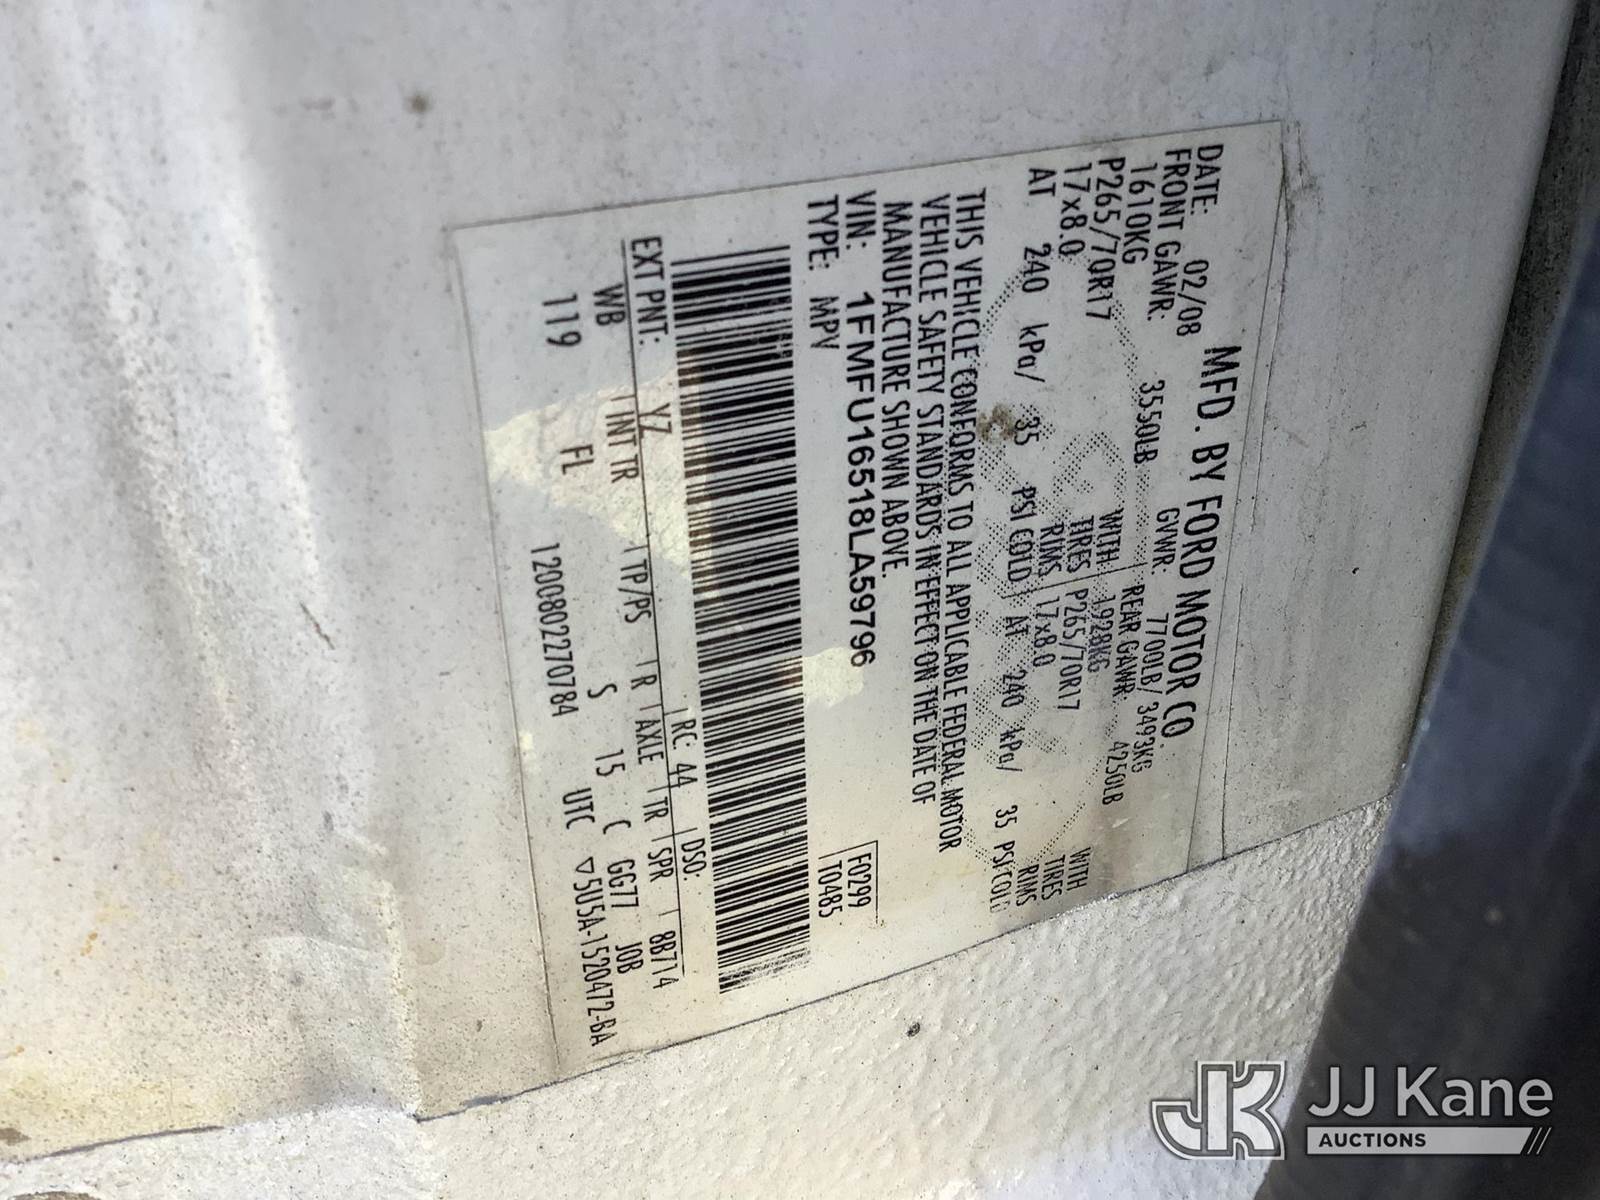 MFD. BY FORD MOTOR CO.
DATE: 02/08 GVWR: 7700LB/ 3493KG
FRONT GAWR: 3550LB REAR GAWR: 4250LB
1610KG WITH 1928KG WITH
P265/70R17 TIRES P265/70R17 TIRES
17x8.0 RIMS 17x8.0 RIMS
AT 240 kPa/ 35 PSI COLD AT 240 kPa/ 35 PSI COLD
THIS VEHICLE CONFORMS TO ALL APPLICABLE FEDERAL MOTOR
VEHICLE SAFETY STANDARDS IN EFFECT ON THE DATE OF
MANUFACTURE SHOWN ABOVE.
VIN: 1FMFU16518LA59796 F0299
TYPE: MPV T0485
EXT PNT: YZ RC: 44 DSO:
WB INT TR TP/PS R AXLE TR SPR 8B714
119 FL S 15 C GG77 JOB
1200802270784 UTC ▽5U5A-1520472-BA
JK JJ Kane
AUCTIONS